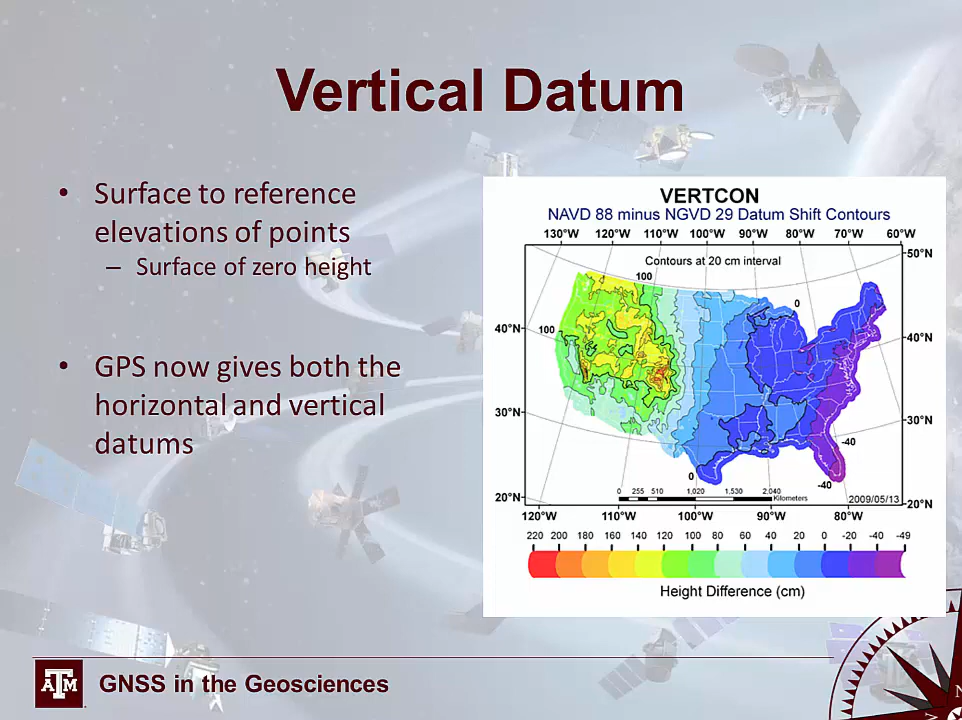 Vertical Datum
• Surface to reference
elevations of points
– Surface of zero height
• GPS now gives both the
horizontal and vertical
datums
VERTCON
NAVD 88 minus NGVD 29 Datum Shift Contours
130°W 120°W 110°W 100°W 90°W 80°W 70°W 60°W
50°N
Contours at 20 cm interval
100
0
40°N
100
40°N
30°N
30°N
-40
0
-40
0 255 510 1,020 1,530 2,040
Kilometers
2009/05/13
20°N
20°N
120°W 110°W 100°W 90°W 80°W
220 200 180 160 140 120 100 80 60 40 20 0 -20 -40 -49
Height Difference (cm)
ATM
GNSS in the Geosciences
N